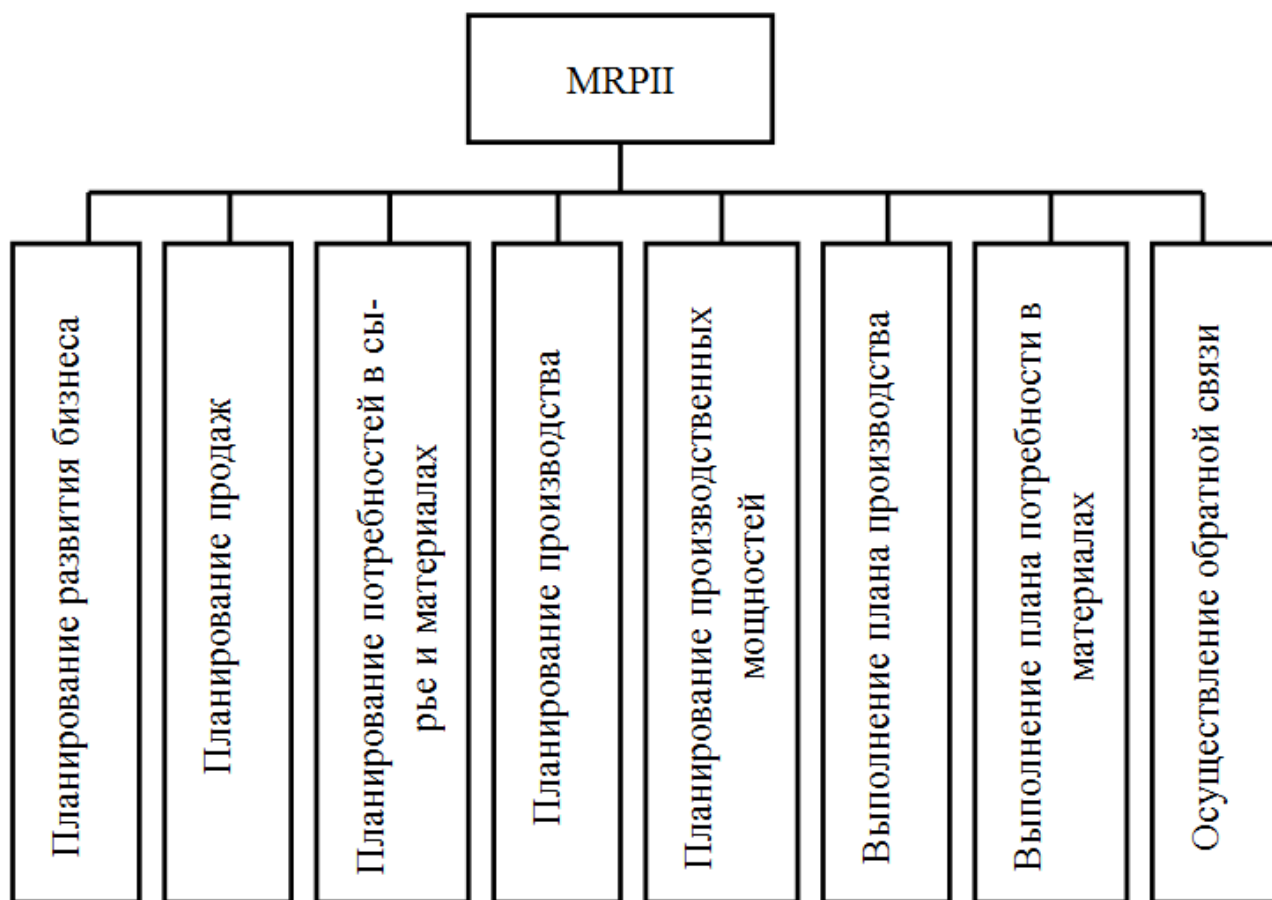 MRPII
Планирование развития бизнеса
Планирование продаж
Планирование потребностей в сы-
рье и материалах
Планирование производства
Планирование производственных
мощностей
Выполнение плана производства
Выполнение плана потребности в
материалах
Осуществление обратной связи